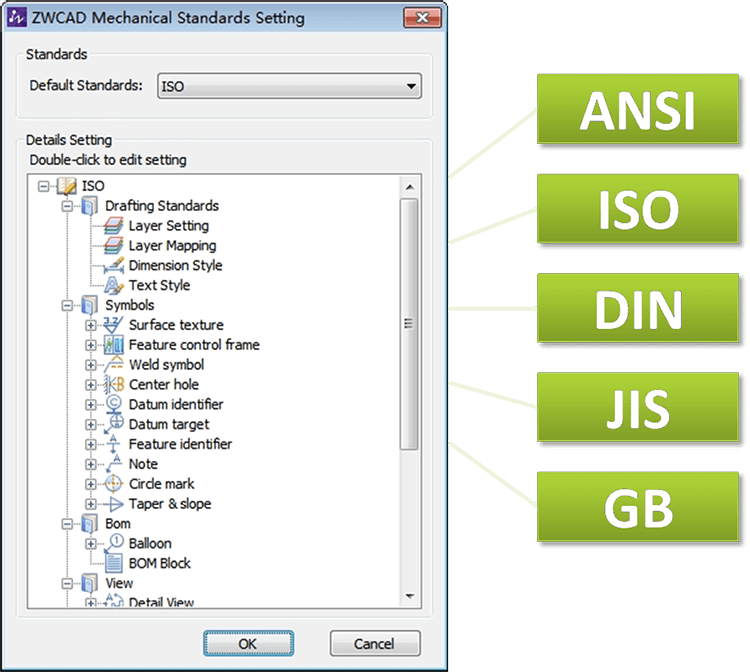 ZWCAD Mechanical Standards Setting
Standards
Default Standards: ISO
Details Setting
Double-click to edit setting
ISO
Drafting Standards
Layer Setting
Layer Mapping
Dimension Style
Text Style
Symbols
Surface texture
Feature control frame
Weld symbol
Center hole
Datum identifier
Datum target
Feature identifier
Note
Circle mark
Taper & slope
Bom
Balloon
BOM Block
View
Detail View
OK Cancel
ANSI
ISO
DIN
JIS
GB